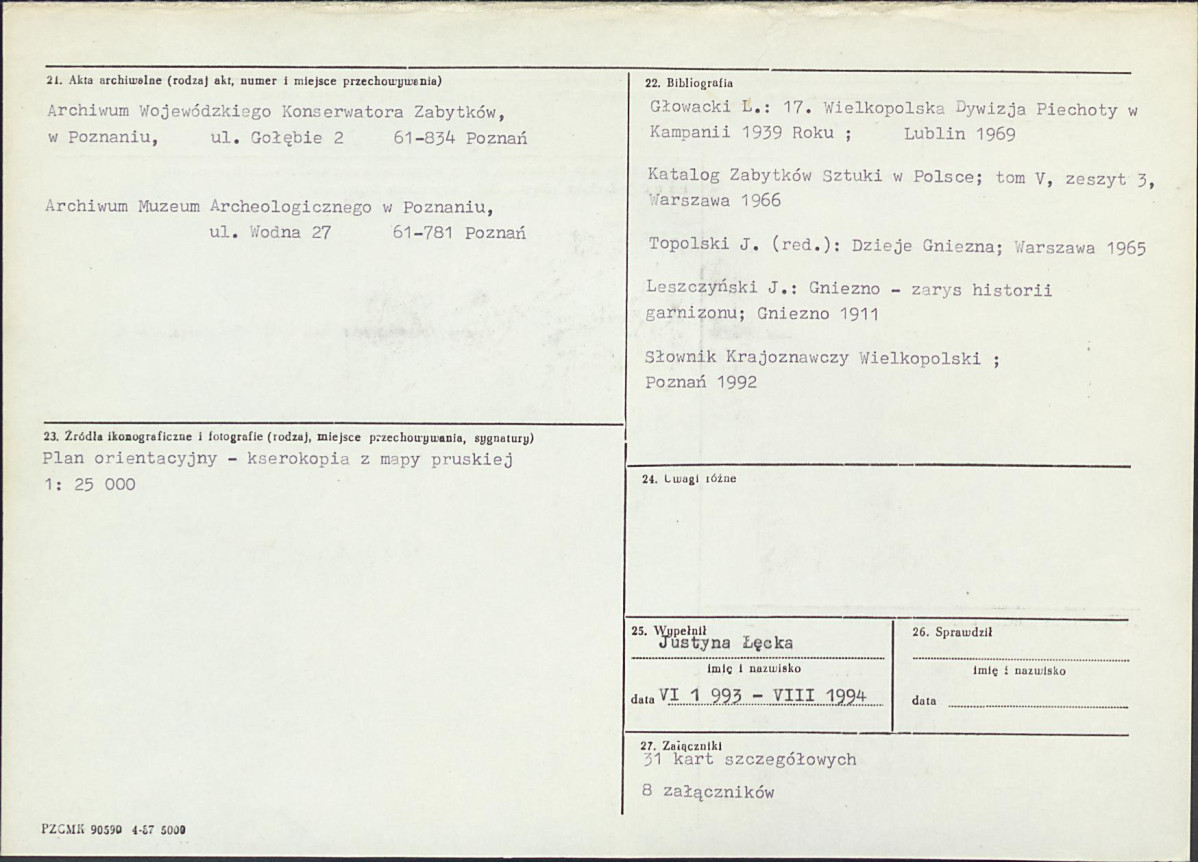 21. Akta archiwalne (rodzaj akt, numer i miejsce przechowywania)
Archiwum Wojewódzkiego Konserwatora Zabytków,
w Poznaniu, ul. Gołębie 2 61-834 Poznań
Archiwum Muzeum Archeologicznego w Poznaniu,
ul. Wodna 27 61-781 Poznań
22. Bibliografia
Głowacki L.: 17. Wielkopolska Dywizja Piechoty w
Kampanii 1939 Roku ; Lublin 1969
Katalog Zabytków Sztuki w Polsce; tom V, zeszyt 3,
Warszawa 1966
Topolski J. (red.): Dzieje Gniezna; Warszawa 1965
Leszczyński J.: Gniezno - zarys historii
garnizonu; Gniezno 1911
Słownik Krajoznawczy Wielkopolski ;
Poznań 1992
23. Źródła ikonograficzne i fotografie (rodzaj, miejsce przechowywania, sygnatury)
Plan orientacyjny - kserokopia z mapy pruskiej
1: 25 000
24. Uwagi różne
25. Wypełnił
Justyna Łęcka
imię i nazwisko
data VI 1 993 - VIII 1994
26. Sprawdził
imię i nazwisko
data
27. Załączniki
31 kart szczegółowych
8 załączników
PZGMK 90590 4-87 5000